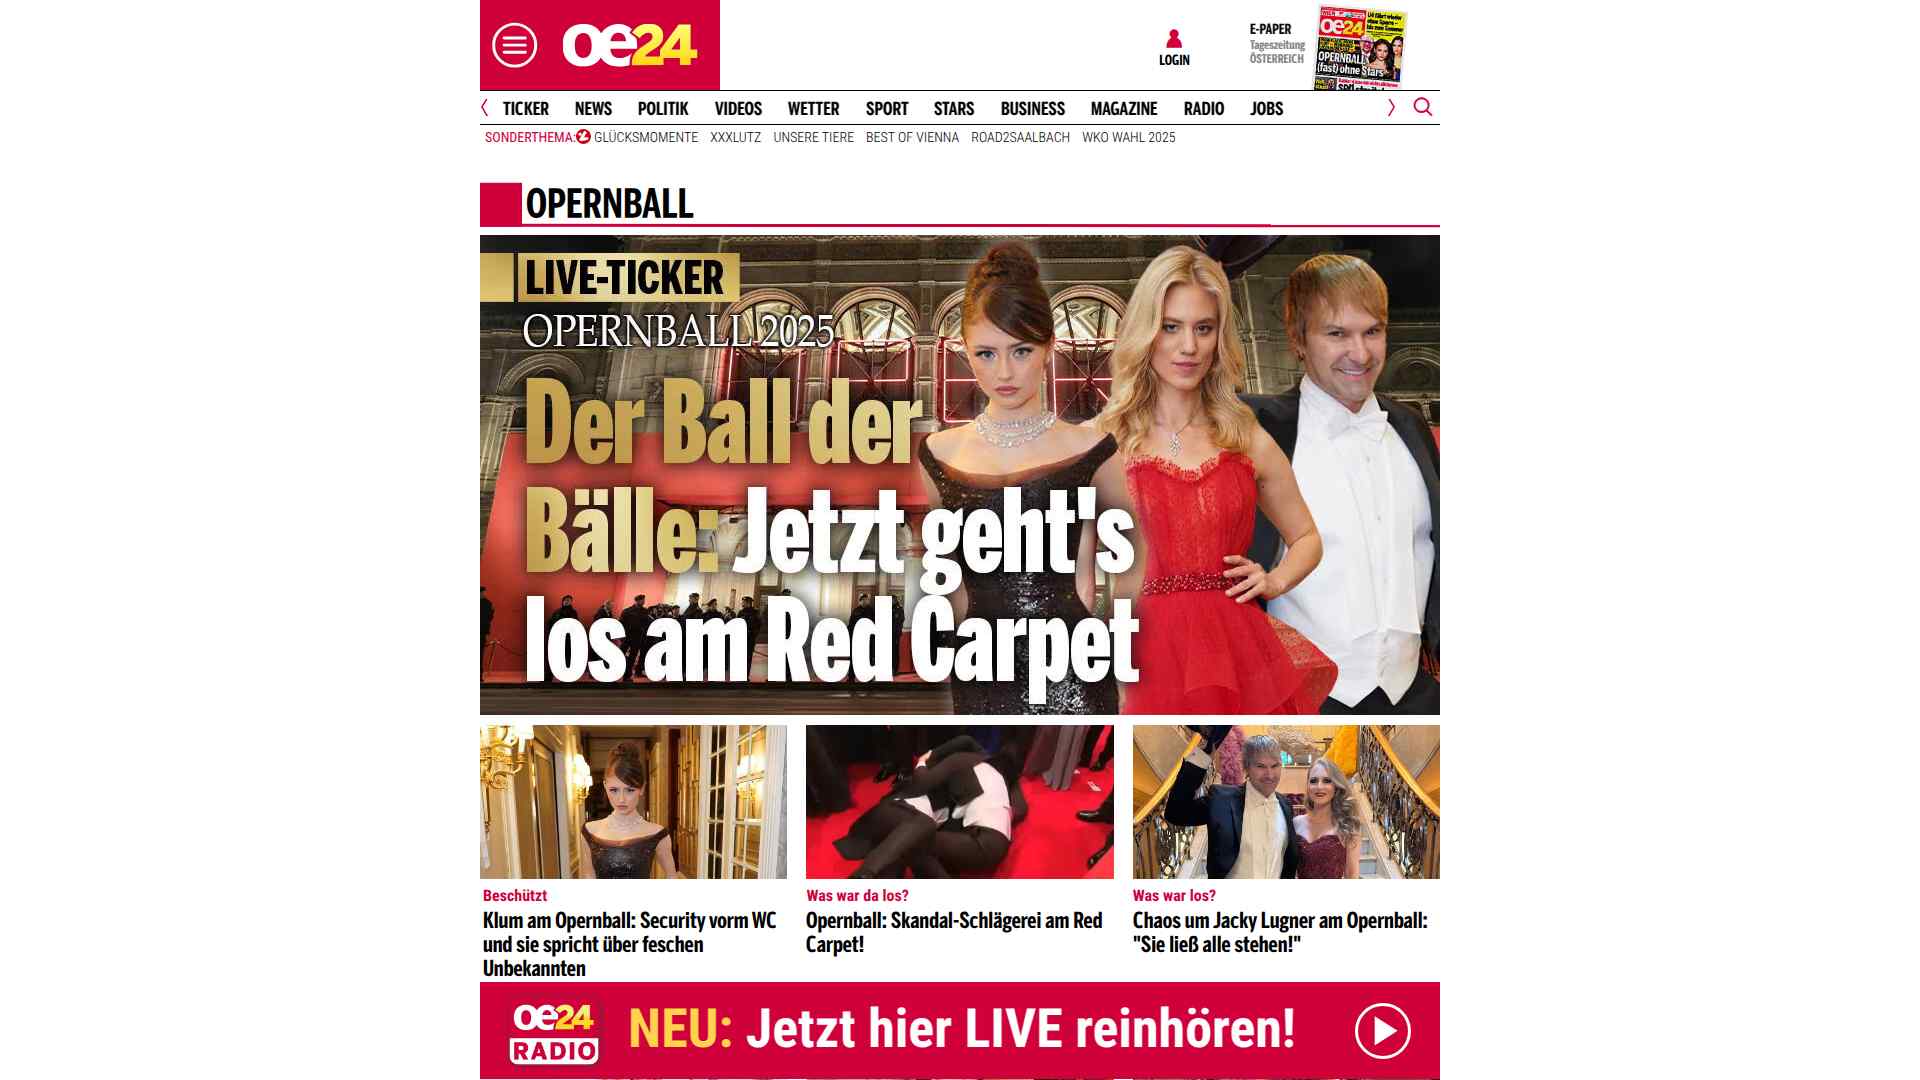 oe24
LOGIN
E-PAPER
Tageszeitung
ÖSTERREICH
oe24
OPERNBALL
(fast) ohne Stars
TICKER NEWS POLITIK VIDEOS WETTER SPORT STARS BUSINESS MAGAZINE RADIO JOBS
SONDERTHEMA: GLÜCKSMOMENTE XXXLUTZ UNSERE TIERE BEST OF VIENNA ROAD2SAALBACH WKO WAHL 2025
OPERNBALL
LIVE-TICKER
OPERNBALL 2025
Der Ball der
Bälle: Jetzt geht's
los am Red Carpet
Beschützt
Klum am Opernball: Security vorm WC
und sie spricht über feschen
Unbekannten
Was war da los?
Opernball: Skandal-Schlägerei am Red
Carpet!
Was war los?
Chaos um Jacky Lugner am Opernball:
"Sie ließ alle stehen!"
oe24
RADIO
NEU: Jetzt hier LIVE reinhören!